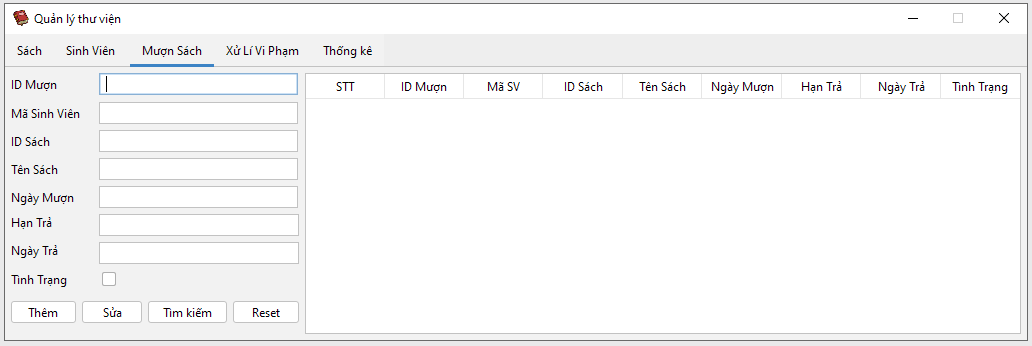 Quản lý thư viện
Sách Sinh Viên Mượn Sách Xử Lí Vi Phạm Thống kê
ID Mượn
Mã Sinh Viên
ID Sách
Tên Sách
Ngày Mượn
Hạn Trả
Ngày Trả
Tình Trạng
Thêm Sửa Tìm kiếm Reset
STT ID Mượn Mã SV ID Sách Tên Sách Ngày Mượn Hạn Trả Ngày Trả Tình Trạng